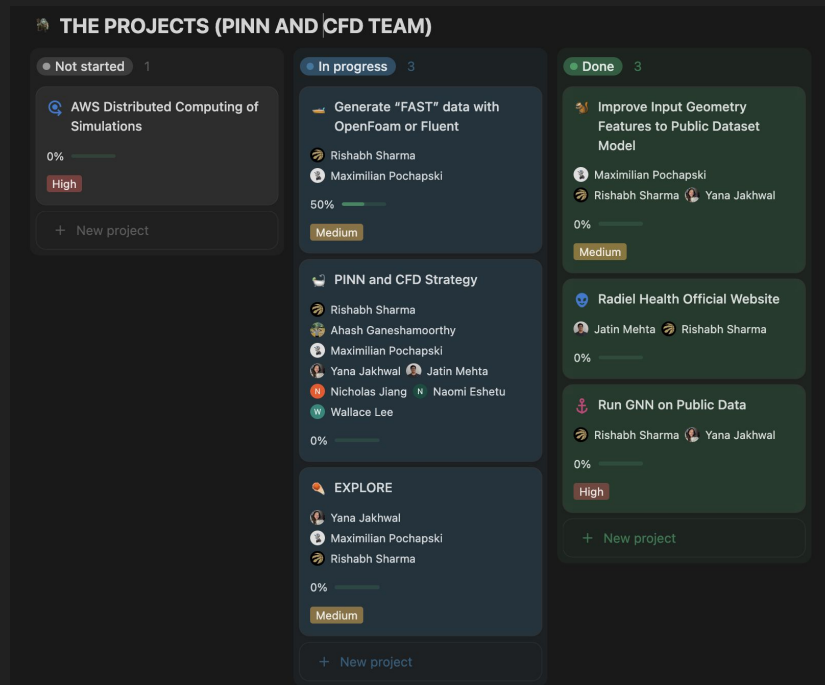 THE PROJECTS (PINN AND CFD TEAM)
Not started 1
AWS Distributed Computing of
Simulations
0%
High
+ New project
In progress 3
Generate “FAST” data with
OpenFoam or Fluent
Rishabh Sharma
Maximilian Pochapski
50%
Medium
PINN and CFD Strategy
Rishabh Sharma
Ahash Ganeshamoorthy
Maximilian Pochapski
Yana Jakhwal Jatin Mehta
N Nicholas Jiang N Naomi Eshetu
W Wallace Lee
0%
EXPLORE
Yana Jakhwal
Maximilian Pochapski
Rishabh Sharma
0%
Medium
+ New project
Done 3
Improve Input Geometry
Features to Public Dataset
Model
Maximilian Pochapski
Rishabh Sharma Yana Jakhwal
0%
Medium
Radiel Health Official Website
Jatin Mehta Rishabh Sharma
0%
Run GNN on Public Data
Rishabh Sharma Yana Jakhwal
0%
High
+ New project